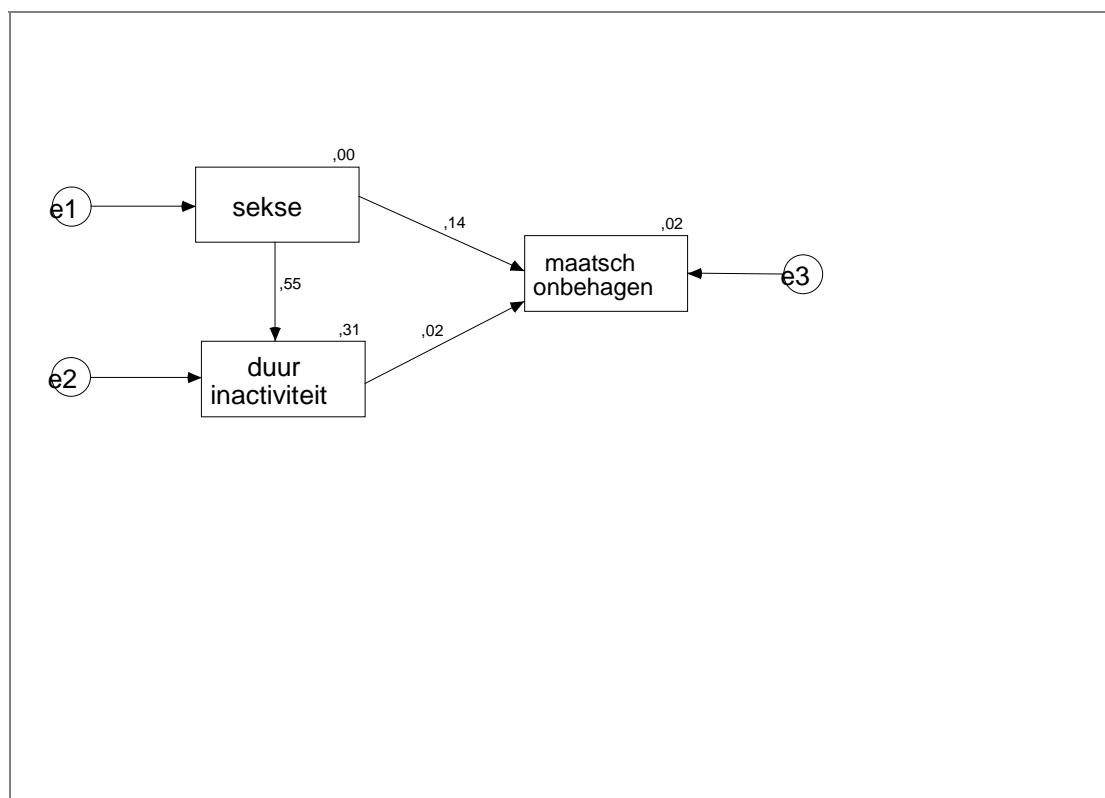 ,00
e1
sekse
,14
,02
maatsch
onbehagen
e3
,55
,31
,02
e2
duur
inactiviteit